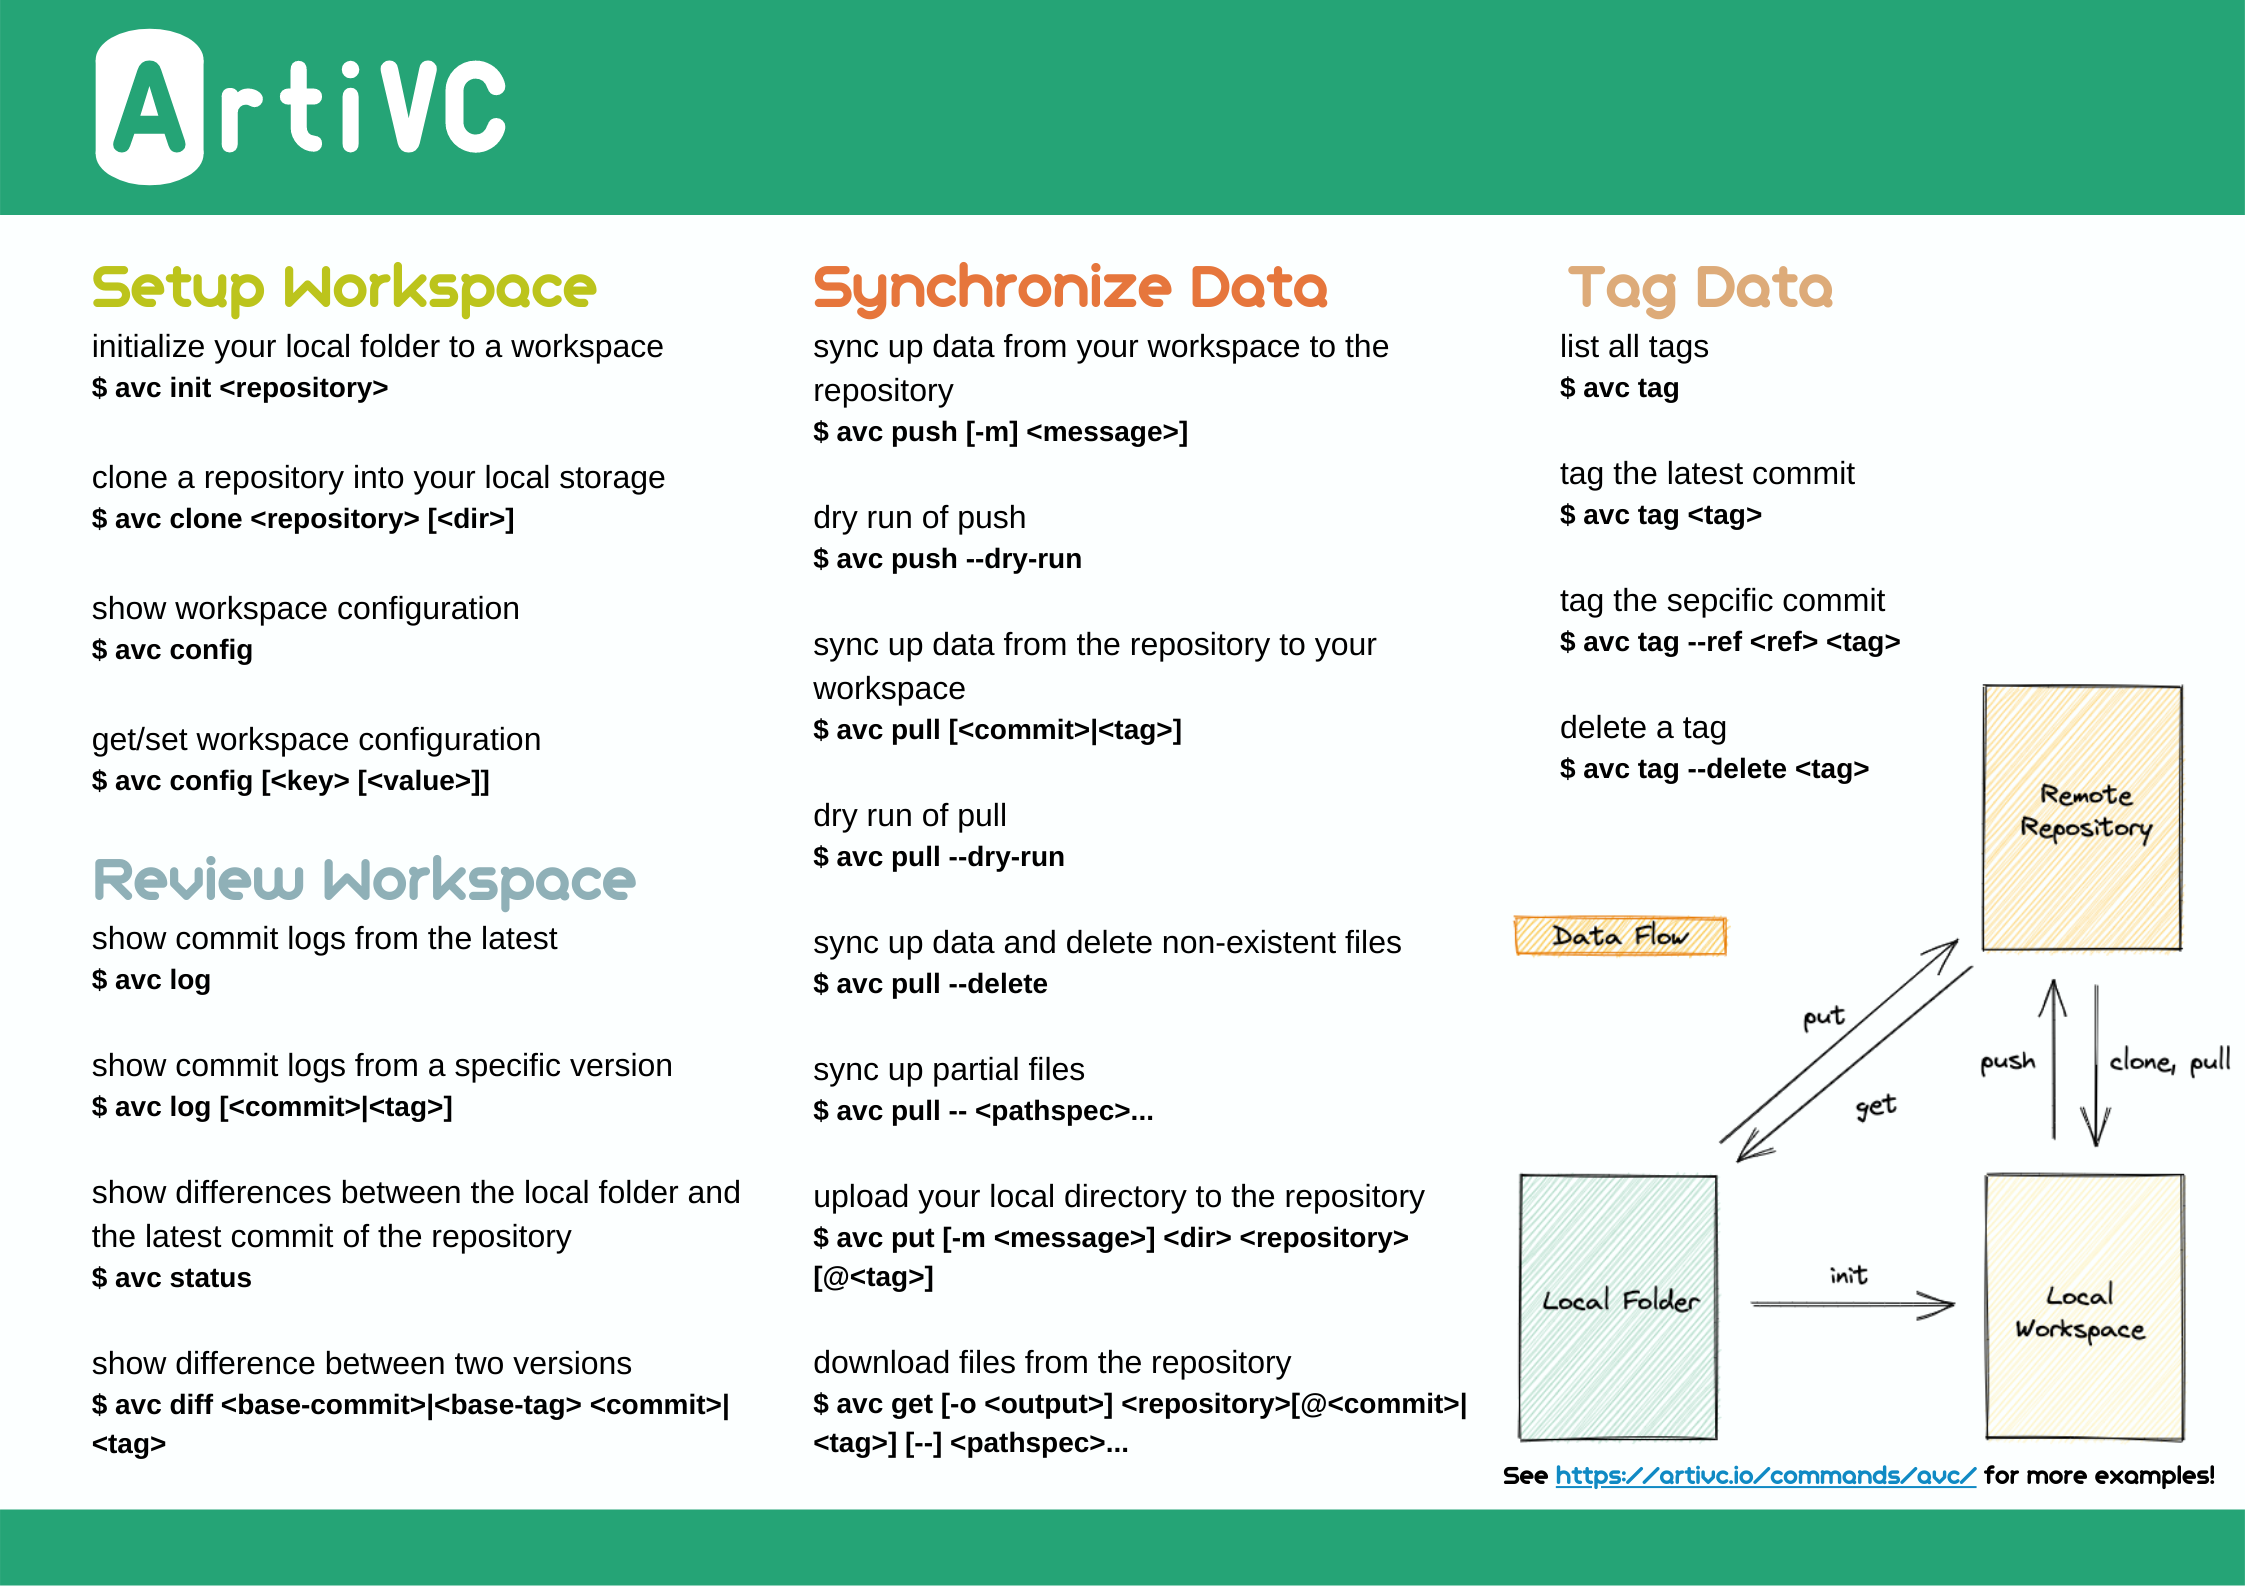 ArtiVC
Setup Workspace
initialize your local folder to a workspace
$ avc init <repository>
clone a repository into your local storage
$ avc clone <repository> [<dir>]
show workspace configuration
$ avc config
get/set workspace configuration
$ avc config [<key> [<value>]]
Review Workspace
show commit logs from the latest
$ avc log
show commit logs from a specific version
$ avc log [<commit>|<tag>]
show differences between the local folder and
the latest commit of the repository
$ avc status
show difference between two versions
$ avc diff <base-commit>|<base-tag> <commit>|
<tag>
Synchronize Data
sync up data from your workspace to the
repository
$ avc push [-m] <message>]
dry run of push
$ avc push --dry-run
sync up data from the repository to your
workspace
$ avc pull [<commit>|<tag>]
dry run of pull
$ avc pull --dry-run
sync up data and delete non-existent files
$ avc pull --delete
sync up partial files
$ avc pull -- <pathspec>...
upload your local directory to the repository
$ avc put [-m <message>] <dir> <repository>
[@<tag>]
download files from the repository
$ avc get [-o <output>] <repository>[@<commit>|
<tag>] [--] <pathspec>...
Tag Data
list all tags
$ avc tag
tag the latest commit
$ avc tag <tag>
tag the sepcific commit
$ avc tag --ref <ref> <tag>
delete a tag
$ avc tag --delete <tag>
Remote
Repository
Data Flow
put
get
push
clone, pull
Local Folder
init
Local
Workspace
See https://artivc.io/commands/avc/ for more examples!